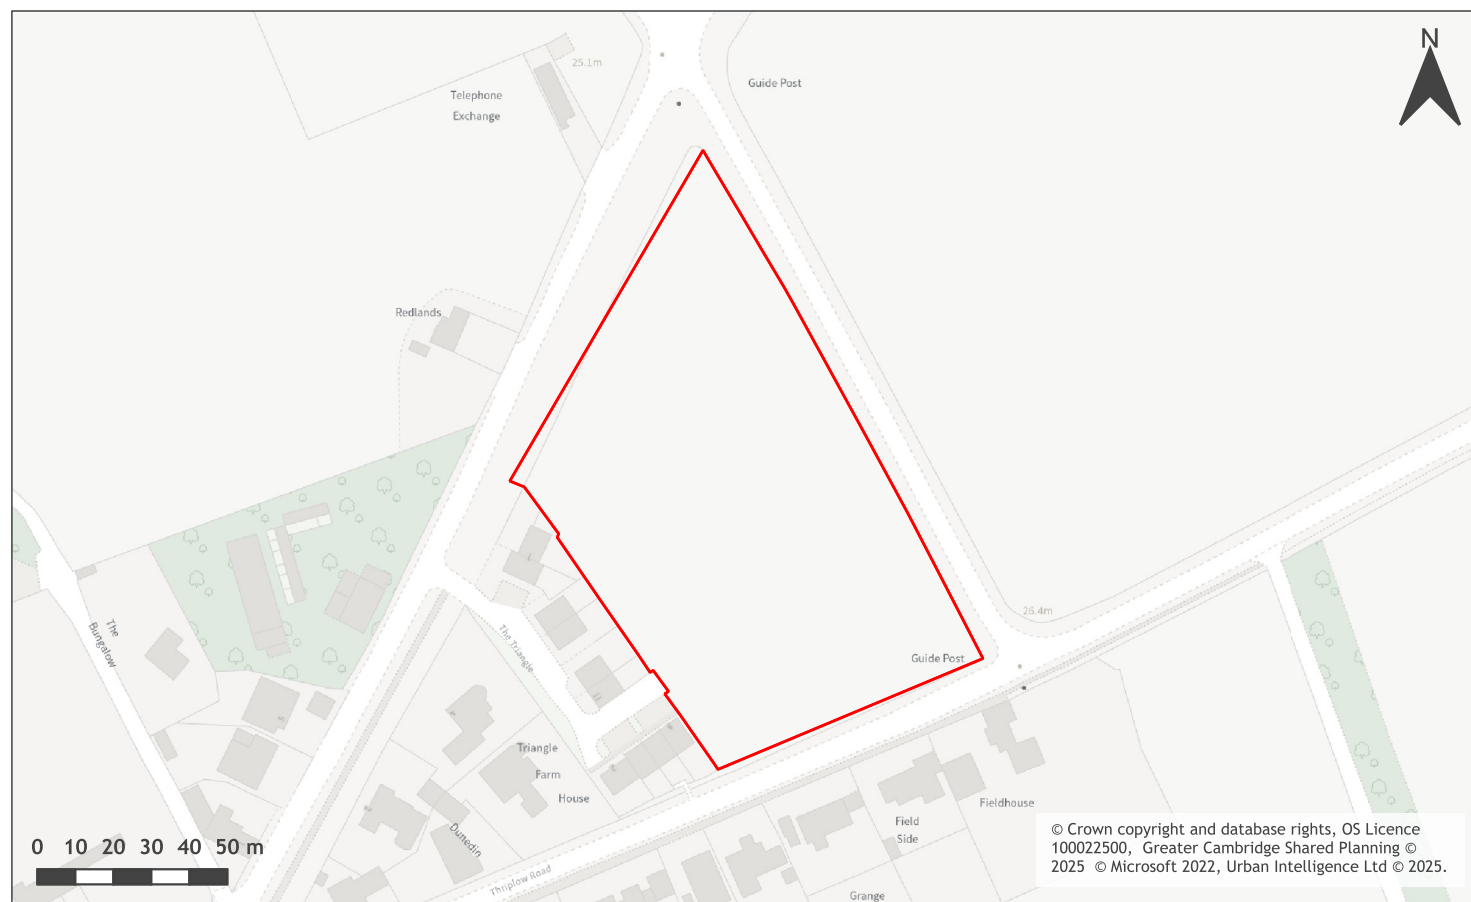 N
25.1m
Guide Post
Telephone
Exchange
Redlands
The
Bungalow
The Triangle
26.4m
Guide Post
Triangle
Farm
House
Dunedin
Fieldhouse
Field
Side
Thriplow Road
Grange
0 10 20 30 40 50 m
© Crown copyright and database rights, OS Licence
100022500, Greater Cambridge Shared Planning ©
2025 © Microsoft 2022, Urban Intelligence Ltd © 2025.